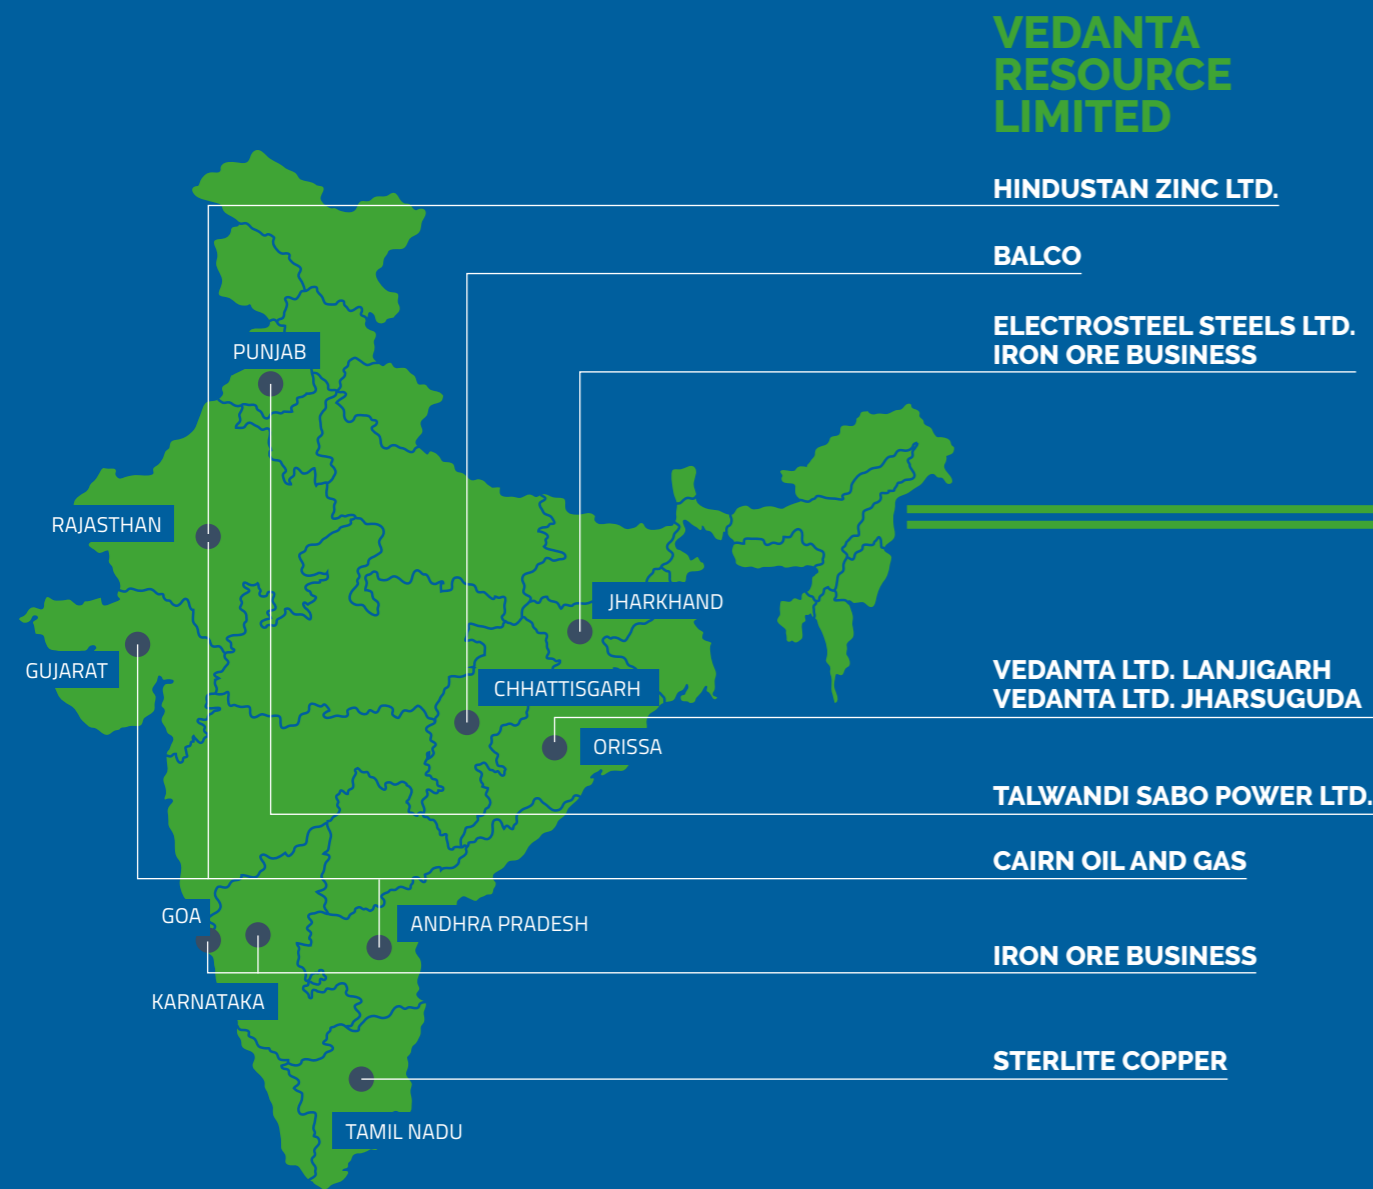 VEDANTA
RESOURCE
LIMITED
HINDUSTAN ZINC LTD.
BALCO
ELECTROSTEEL STEELS LTD.
IRON ORE BUSINESS
PUNJAB
RAJASTHAN
JHARKHAND
GUJARAT
CHHATTISGARH
VEDANTA LTD. LANJIGARH
VEDANTA LTD. JHARSUGUDA
ORISSA
TALWANDI SABO POWER LTD.
CAIRN OIL AND GAS
GOA
ANDHRA PRADESH
IRON ORE BUSINESS
KARNATAKA
STERLITE COPPER
TAMIL NADU